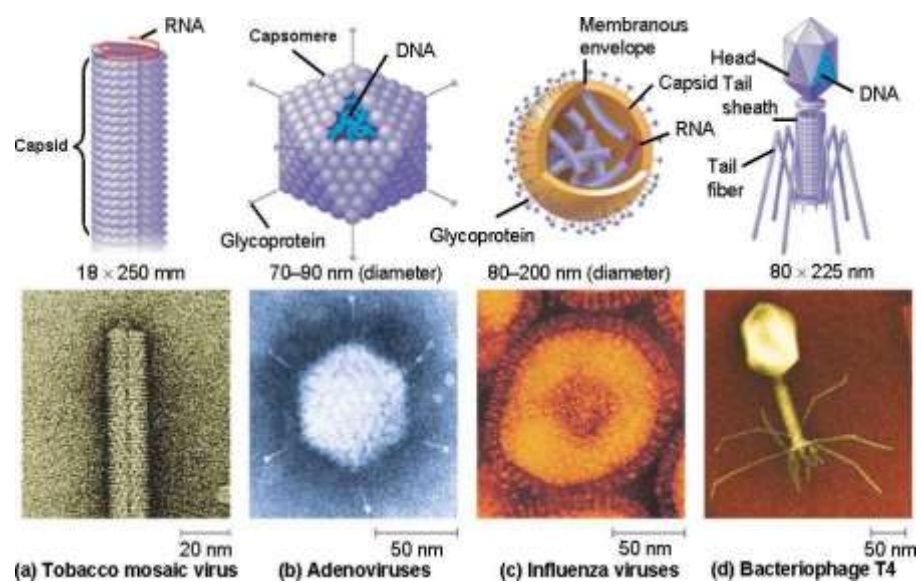 RNA
Capsid
18 × 250 mm
Capsomere
DNA
Glycoprotein
70–90 nm (diameter)
Membranous
envelope
Capsid
RNA
Glycoprotein
80–200 nm (diameter)
Head
DNA
Tail
sheath
Tail
fiber
80 × 225 nm
20 nm
50 nm
50 nm
50 nm
(a) Tobacco mosaic virus
(b) Adenoviruses
(c) Influenza viruses
(d) Bacteriophage T4